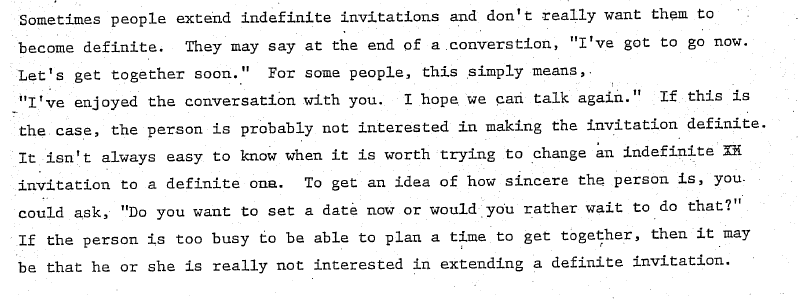 Sometimes people extend indefinite invitations and don't really want them to
become definite. They may say at the end of a converstion, "I've got to go now.
Let's get together soon." For some people, this simply means,
"I've enjoyed the conversation with you. I hope we can talk again." If this is
the case, the person is probably not interested in making the invitation definite.
It isn't always easy to know when it is worth trying to change an indefinite
invitation to a definite one. To get an idea of how sincere the person is, you
could ask, "Do you want to set a date now or would you rather wait to do that?"
If the person is too busy to be able to plan a time to get together, then it may
be that he or she is really not interested in extending a definite invitation.